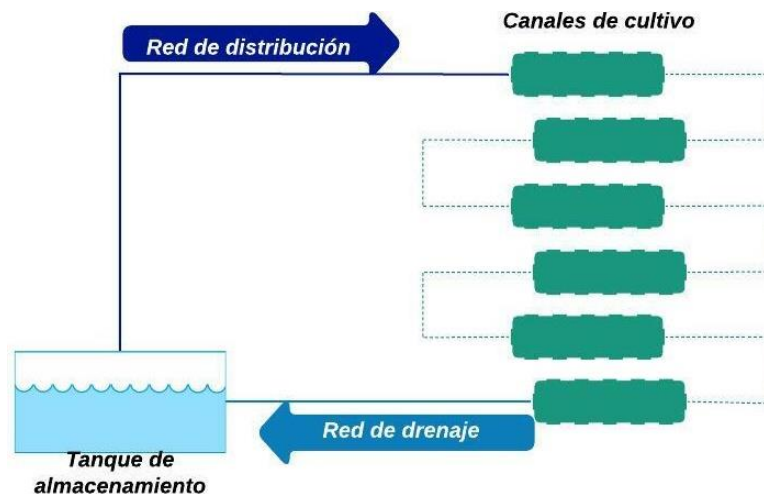 Canales de cultivo
Red de distribución
Red de drenaje
Tanque de
almacenamiento